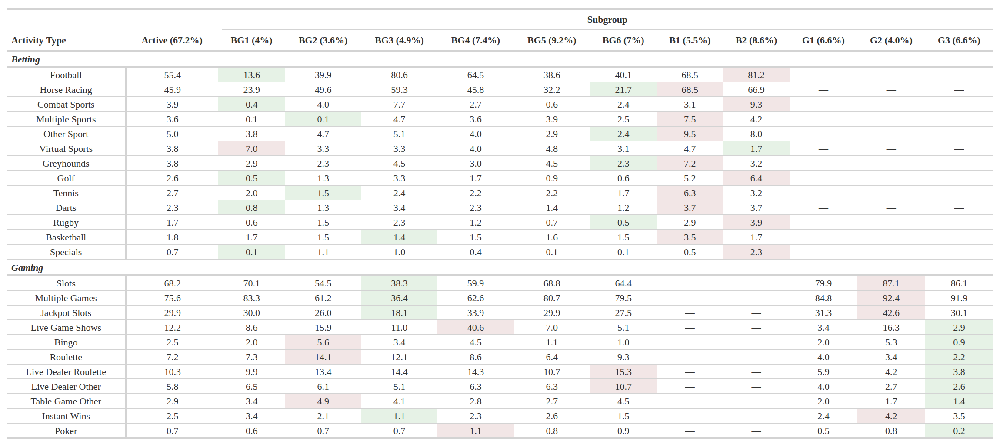 Subgroup
Activity Type Active (67.2%) BG1 (4%) BG2 (3.6%) BG3 (4.9%) BG4 (7.4%) BG5 (9.2%) BG6 (7%) B1 (5.5%) B2 (8.6%) G1 (6.6%) G2 (4.0%) G3 (6.6%)
Betting
Football 55.4 13.6 39.9 80.6 64.5 38.6 40.1 68.5 81.2 — — —
Horse Racing 45.9 23.9 49.6 59.3 45.8 32.2 21.7 68.5 66.9 — — —
Combat Sports 3.9 0.4 4.0 7.7 2.7 0.6 2.4 3.1 9.3 — — —
Multiple Sports 3.6 0.1 0.1 4.7 3.6 3.9 2.5 7.5 4.2 — — —
Other Sport 5.0 3.8 4.7 5.1 4.0 2.9 2.4 9.5 8.0 — — —
Virtual Sports 3.8 7.0 3.3 3.3 4.0 4.8 3.1 4.7 1.7 — — —
Greyhounds 3.8 2.9 2.3 4.5 3.0 4.5 2.3 7.2 3.2 — — —
Golf 2.6 0.5 1.3 3.3 1.7 0.9 0.6 5.2 6.4 — — —
Tennis 2.7 2.0 1.5 2.4 2.2 2.2 1.7 6.3 3.2 — — —
Darts 2.3 0.8 1.3 3.4 2.3 1.4 1.2 3.7 3.7 — — —
Rugby 1.7 0.6 1.5 2.3 1.2 0.7 0.5 2.9 3.9 — — —
Basketball 1.8 1.7 1.5 1.4 1.5 1.6 1.5 3.5 1.7 — — —
Specials 0.7 0.1 1.1 1.0 0.4 0.1 0.1 0.5 2.3 — — —
Gaming
Slots 68.2 70.1 54.5 38.3 59.9 68.8 64.4 — — 79.9 87.1 86.1
Multiple Games 75.6 83.3 61.2 36.4 62.6 80.7 79.5 — — 84.8 92.4 91.9
Jackpot Slots 29.9 30.0 26.0 18.1 33.9 29.9 27.5 — — 31.3 42.6 30.1
Live Game Shows 12.2 8.6 15.9 11.0 40.6 7.0 5.1 — — 3.4 16.3 2.9
Bingo 2.5 2.0 5.6 3.4 4.5 1.1 1.0 — — 2.0 5.3 0.9
Roulette 7.2 7.3 14.1 12.1 8.6 6.4 9.3 — — 4.0 3.4 2.2
Live Dealer Roulette 10.3 9.9 13.4 14.4 14.3 10.7 15.3 — — 5.9 4.2 3.8
Live Dealer Other 5.8 6.5 6.1 5.1 6.3 6.3 10.7 — — 4.0 2.7 2.6
Table Game Other 2.9 3.4 4.9 4.1 2.8 2.7 4.5 — — 2.0 1.7 1.4
Instant Wins 2.5 3.4 2.1 1.1 2.3 2.6 1.5 — — 2.4 4.2 3.5
Poker 0.7 0.6 0.7 0.7 1.1 0.8 0.9 — — 0.5 0.8 0.2